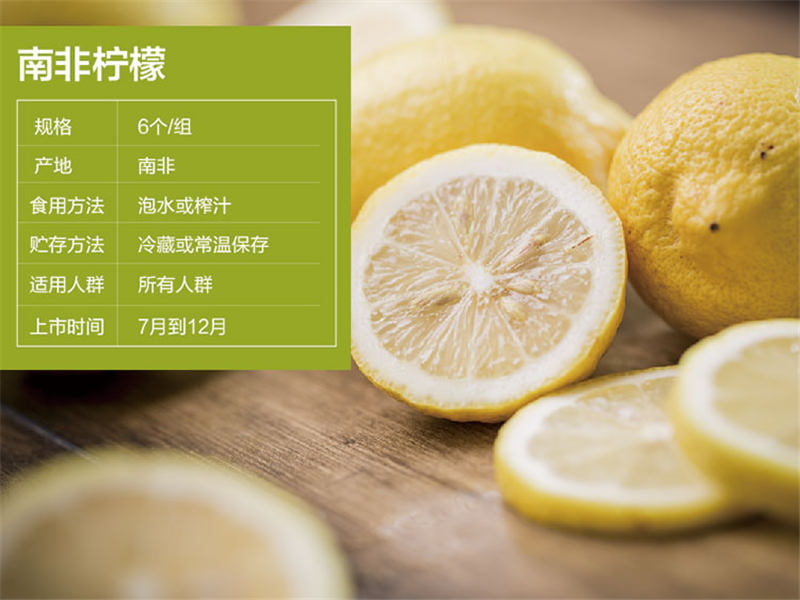 南非柠檬
规格 6个/组
产地 南非
食用方法 泡水或榨汁
贮存方法 冷藏或常温保存
适用人群 所有人群
上市时间 7月到12月